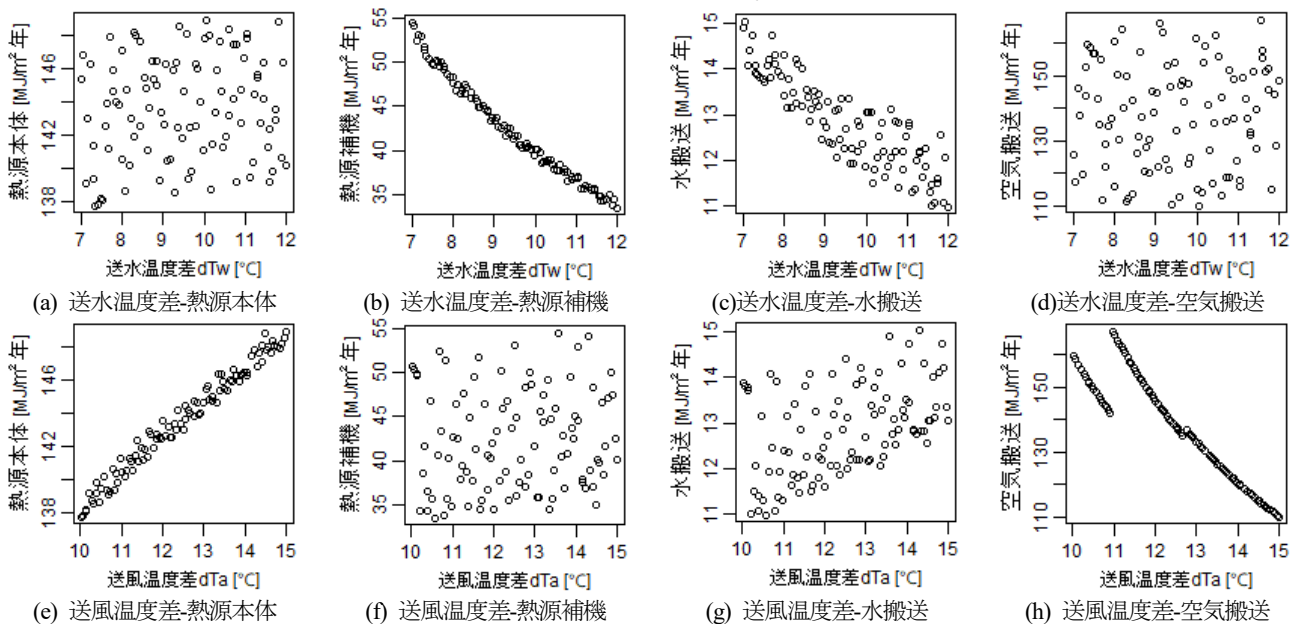 熱源本体 [MJ/m² 年]
138 142 146
7 8 9 10 11 12
送水温度差dTw [°C]
(a) 送水温度差-熱源本体
熱源補機 [MJ/m² 年]
35 40 45 50 55
7 8 9 10 11 12
送水温度差dTw [°C]
(b) 送水温度差-熱源補機
水搬送 [MJ/m² 年]
11 12 13 14 15
7 8 9 10 11 12
送水温度差dTw [°C]
(c)送水温度差-水搬送
空気搬送 [MJ/m² 年]
110 130 150
7 8 9 10 11 12
送水温度差dTw [°C]
(d)送水温度差-空気搬送
熱源本体 [MJ/m² 年]
138 142 146
10 11 12 13 14 15
送風温度差dTa [°C]
(e) 送風温度差-熱源本体
熱源補機 [MJ/m² 年]
35 40 45 50 55
10 11 12 13 14 15
送風温度差dTa [°C]
(f) 送風温度差-熱源補機
水搬送 [MJ/m² 年]
11 12 13 14 15
10 11 12 13 14 15
送風温度差dTa [°C]
(g) 送風温度差-水搬送
空気搬送 [MJ/m² 年]
110 130 150
10 11 12 13 14 15
送風温度差dTa [°C]
(h) 送風温度差-空気搬送